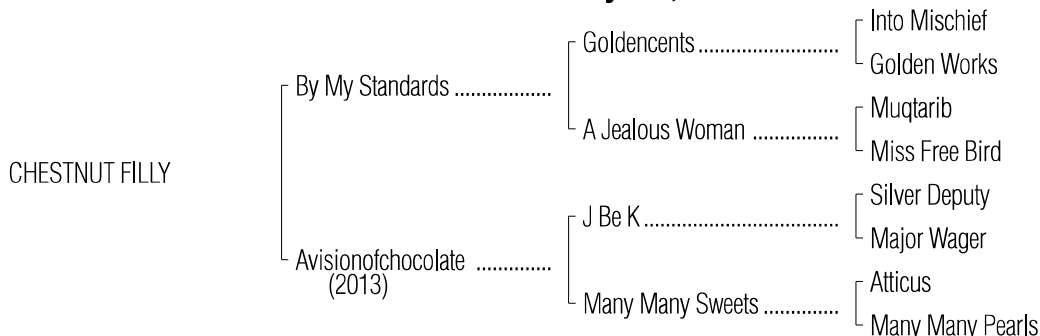 Into Mischief
Goldencents
Golden Works
By My Standards
Muqtarib
A Jealous Woman
Miss Free Bird
CHESTNUT FILLY
Silver Deputy
J Be K
Major Wager
Avisionofchocolate
(2013)
Atticus
Many Many Sweets
Many Many Pearls